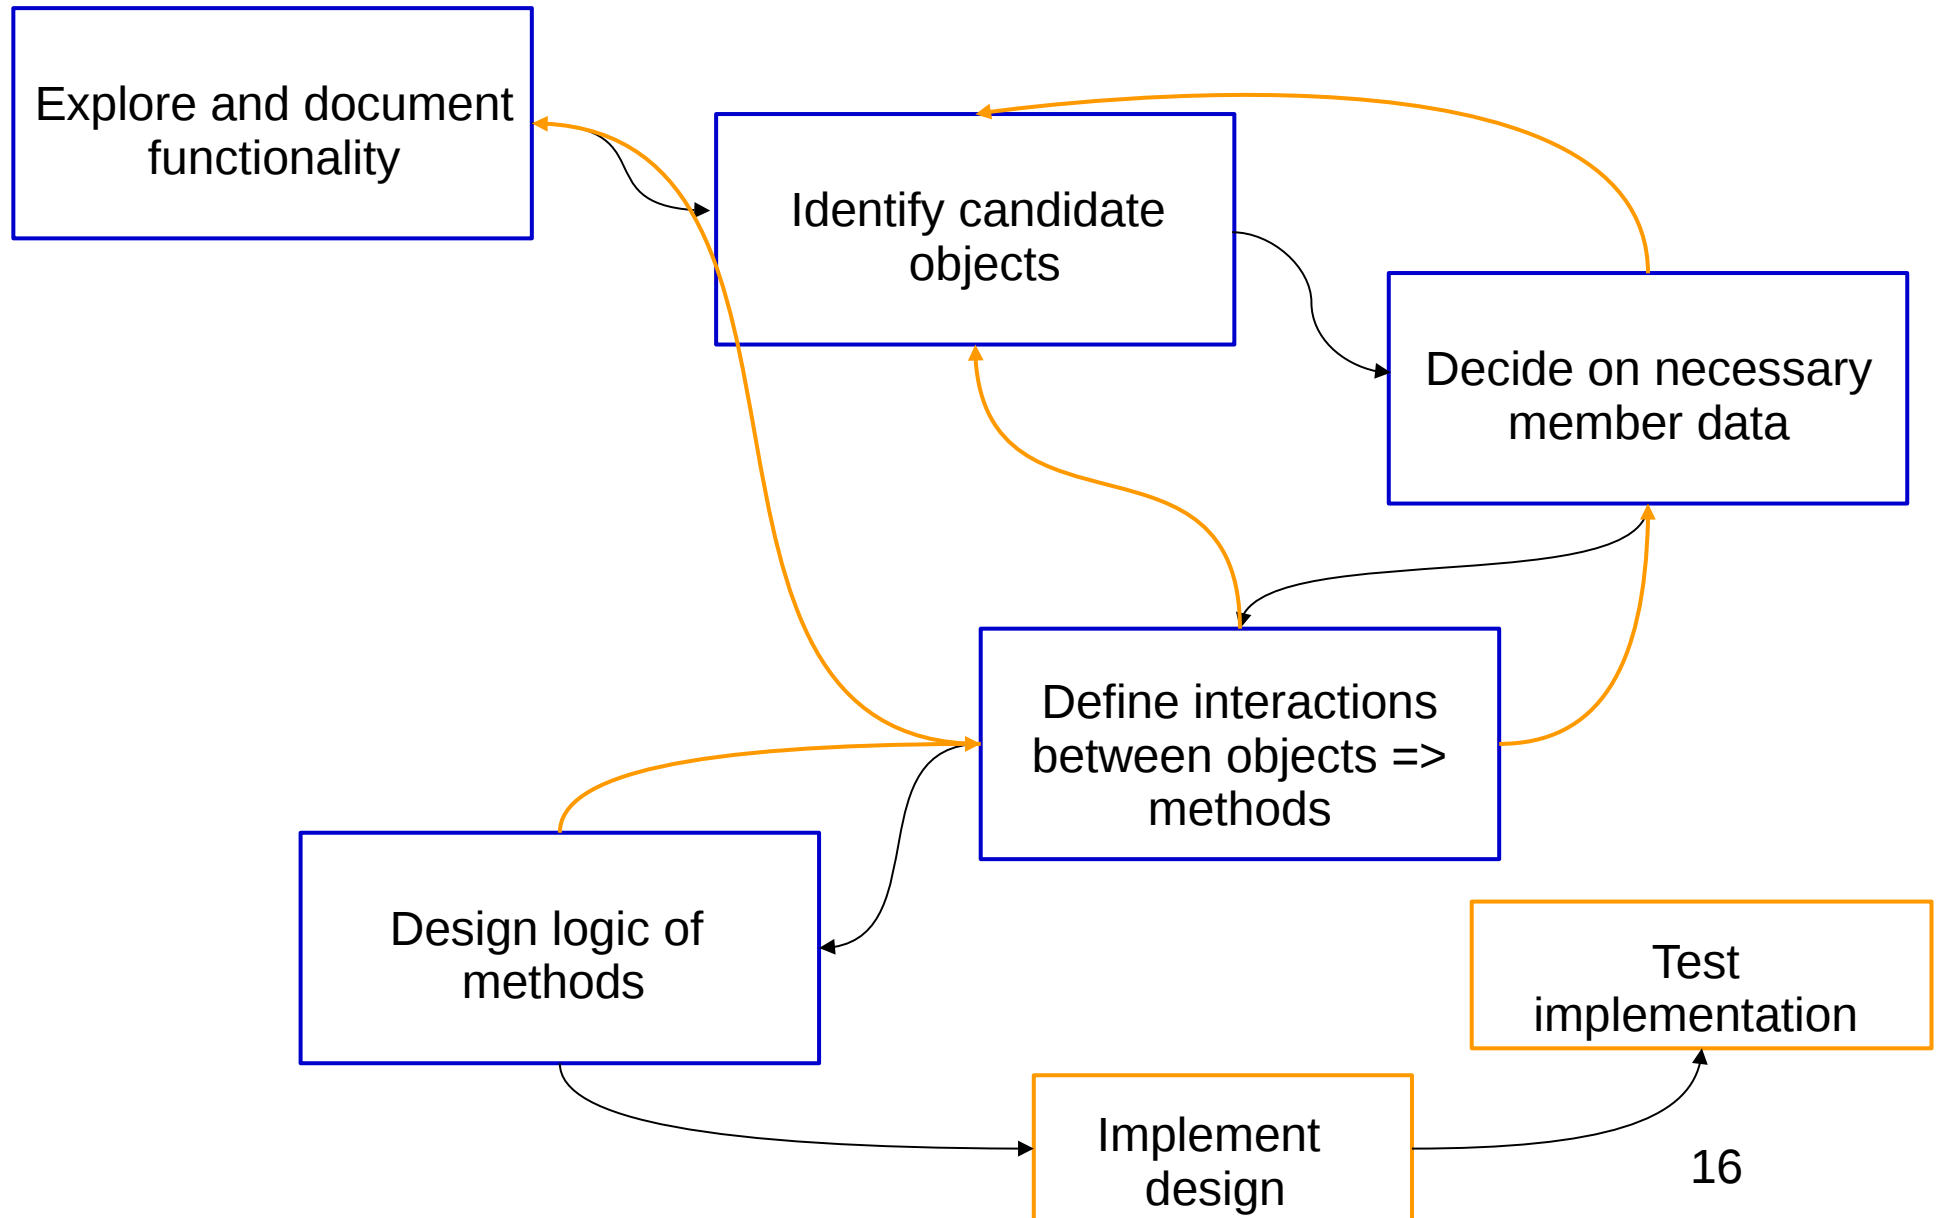 Explore and document
functionality
Identify candidate
objects
Decide on necessary
member data
Define interactions
between objects =>
methods
Design logic of
methods
Test
implementation
Implement
design
16